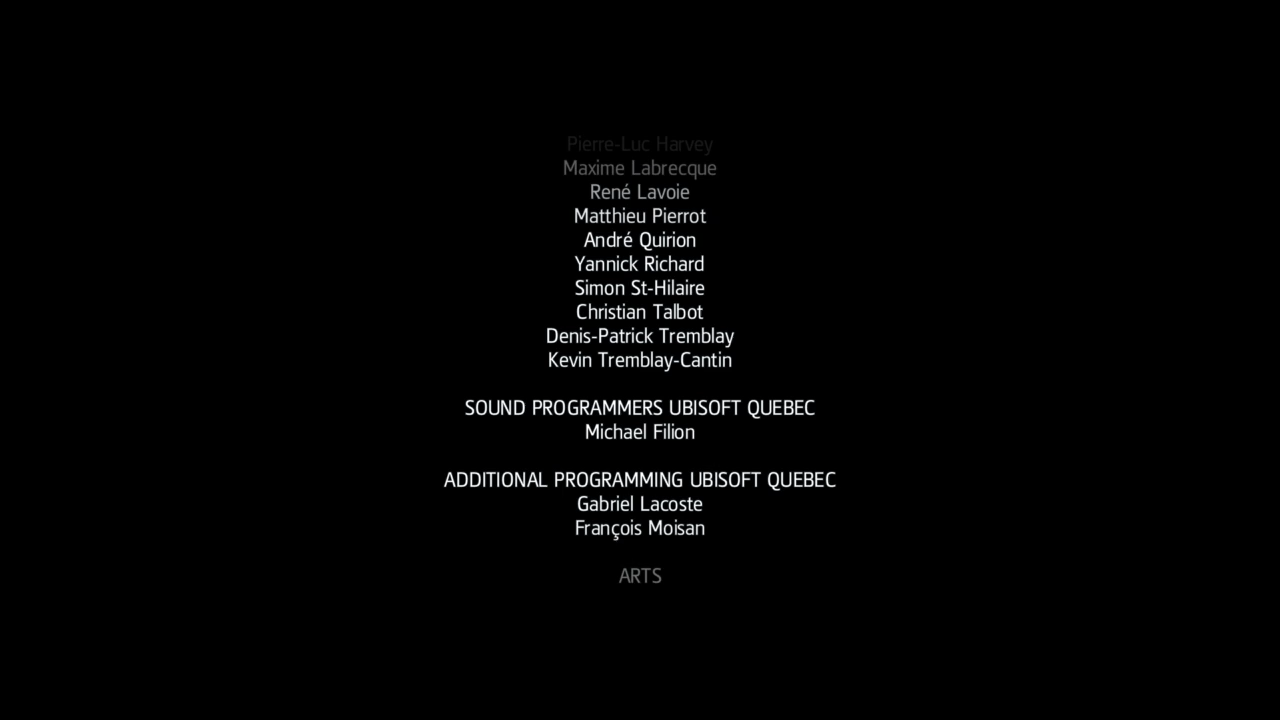 Pierre-Luc Harvey
Maxime Labrecque
René Lavoie
Matthieu Pierrot
André Quirion
Yannick Richard
Simon St-Hilaire
Christian Talbot
Denis-Patrick Tremblay
Kevin Tremblay-Cantin
SOUND PROGRAMMERS UBISOFT QUEBEC
Michael Filion
ADDITIONAL PROGRAMMING UBISOFT QUEBEC
Gabriel Lacoste
François Moisan
ARTS